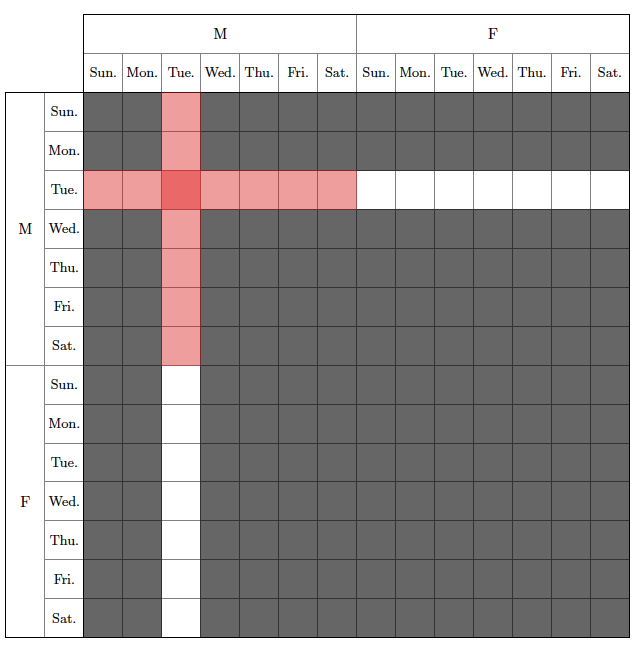 M F
Sun. Mon. Tue. Wed. Thu. Fri. Sat. Sun. Mon. Tue. Wed. Thu. Fri. Sat.
M
Sun.
Mon.
Tue.
Wed.
Thu.
Fri.
Sat.
F
Sun.
Mon.
Tue.
Wed.
Thu.
Fri.
Sat.